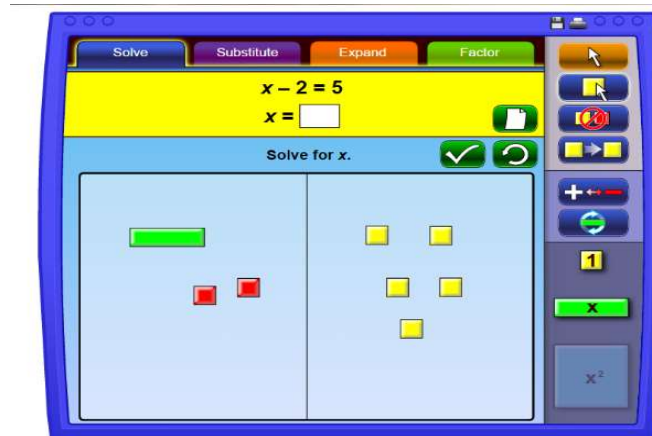 Solve Substitute Expand Factor
x – 2 = 5
x =
Solve for x.
1
x
x²